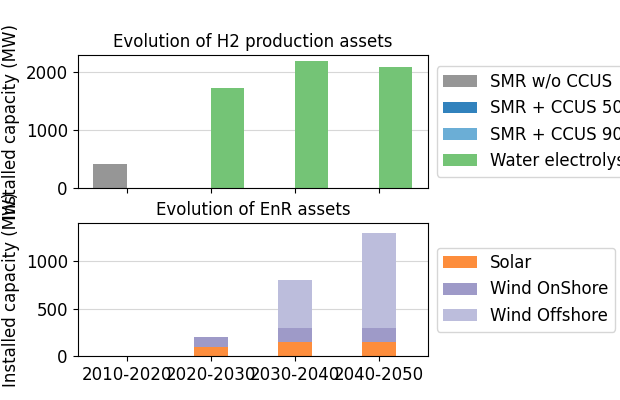 Evolution of H2 production assets
Installed capacity (MW)
2000
1000
0
SMR w/o CCUS
SMR + CCUS 50
SMR + CCUS 90
Water electrolys
Evolution of EnR assets
Installed capacity (MW)
1000
500
0
2010-2020 2020-2030 2030-2040 2040-2050
Solar
Wind OnShore
Wind Offshore